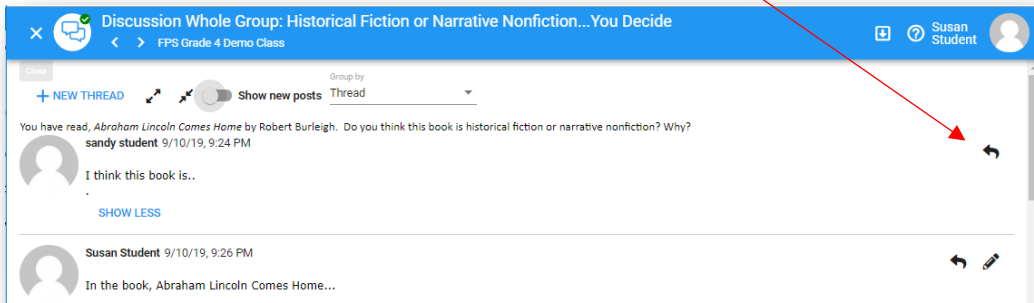 Discussion Whole Group: Historical Fiction or Narrative Nonfiction...You Decide
FPS Grade 4 Demo Class
Susan
Student
Close
Group by
+ NEW THREAD
Show new posts
Thread
You have read, Abraham Lincoln Comes Home by Robert Burleigh. Do you think this book is historical fiction or narrative nonfiction? Why?
sandy student 9/10/19, 9:24 PM
I think this book is..
.
SHOW LESS
Susan Student 9/10/19, 9:26 PM
In the book, Abraham Lincoln Comes Home...